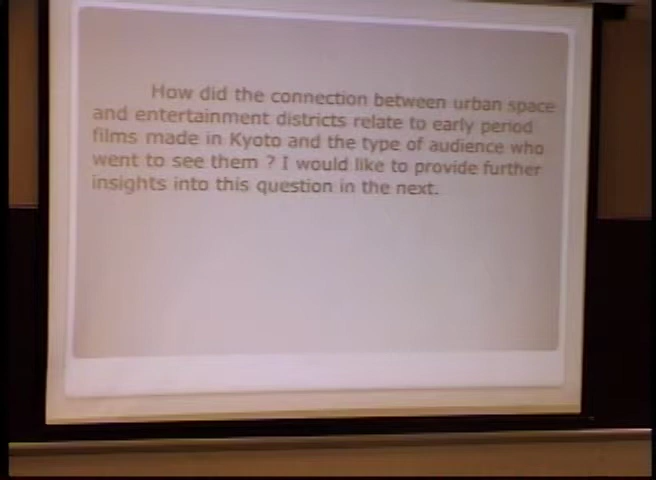 How did the connection between urban space
and entertainment districts relate to early period
films made in Kyoto and the type of audience who
went to see them ? I would like to provide further
insights into this question in the next.